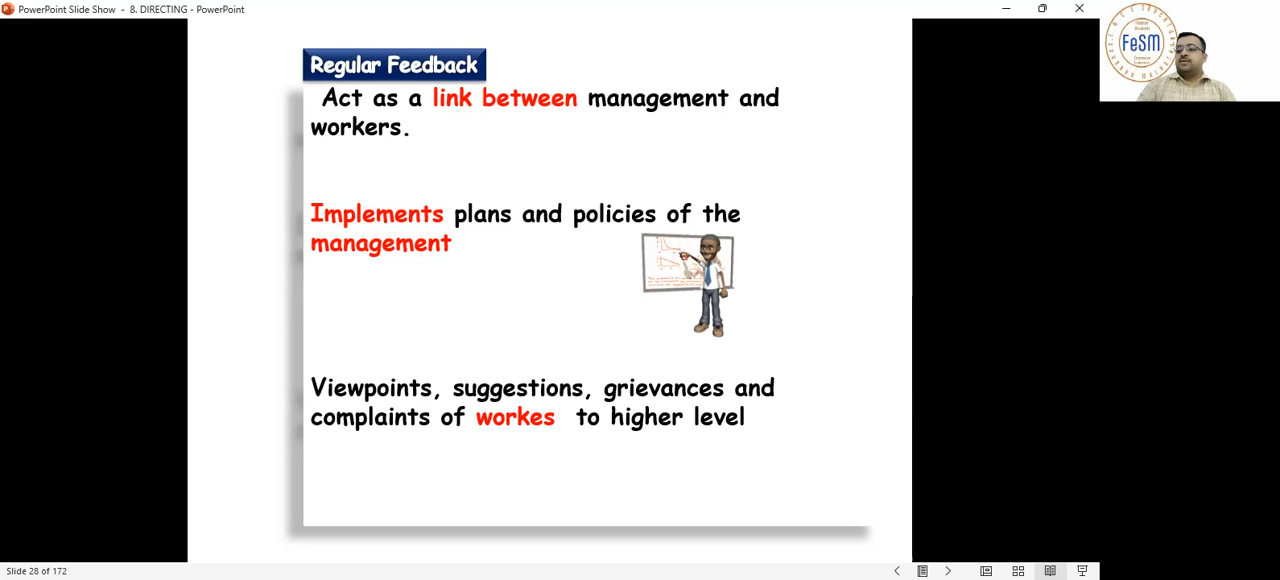 PowerPoint Slide Show - 8. DIRECTING - PowerPoint
FeSM
Regular Feedback
Act as a link between management and
workers.
Implements plans and policies of the
management
Viewpoints, suggestions, grievances and
complaints of workes to higher level
Slide 28 of 172